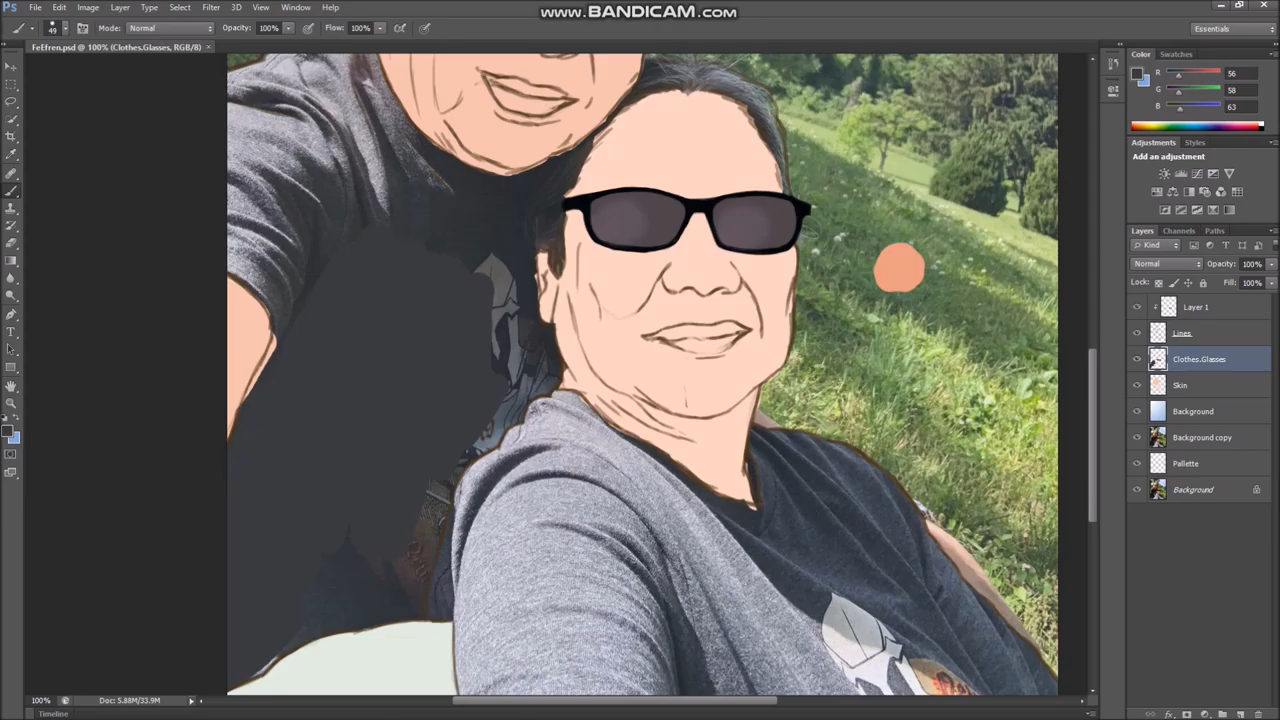 www.BANDICAM.com
Ps File Edit Image Layer Type Select Filter 3D View Window Help
49 Mode: Normal Opacity: 100% Flow: 100% Essentials
FeEfren.psd @ 100% (Clothes.Glasses, RGB/8) ×
Color Swatches
R 56
G 58
B 63
Adjustments Styles
Add an adjustment
Layers Channels Paths
Kind
Normal Opacity: 100%
Lock: Fill: 100%
Layer 1
Lines
Clothes.Glasses
Skin
Background
Background copy
Pallette
Background
100% Doc: 5.88M/33.9M
Timeline